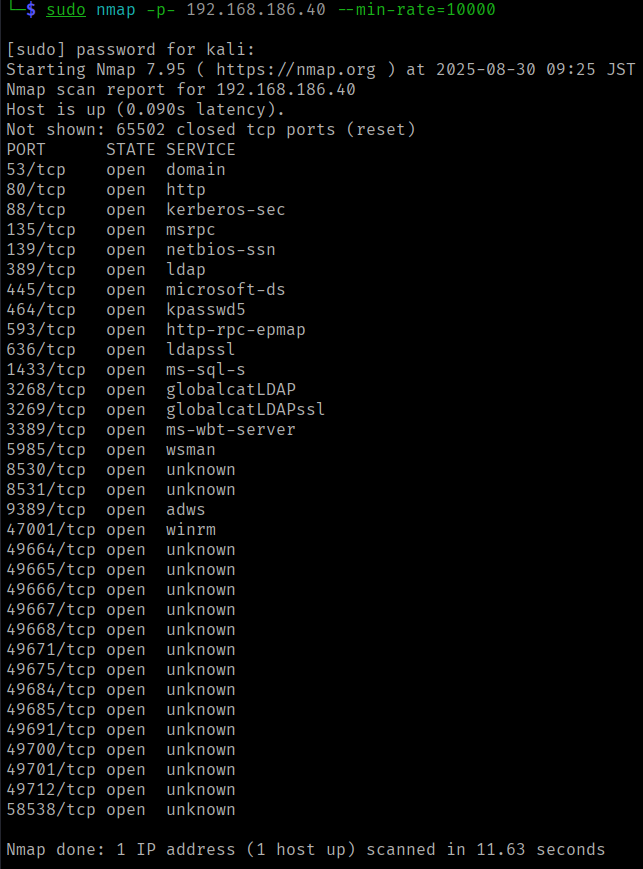 └─$ sudo nmap -p- 192.168.186.40 --min-rate=10000
[sudo] password for kali:
Starting Nmap 7.95 ( https://nmap.org ) at 2025-08-30 09:25 JST
Nmap scan report for 192.168.186.40
Host is up (0.090s latency).
Not shown: 65502 closed tcp ports (reset)
PORT      STATE SERVICE
53/tcp    open  domain
80/tcp    open  http
88/tcp    open  kerberos-sec
135/tcp   open  msrpc
139/tcp   open  netbios-ssn
389/tcp   open  ldap
445/tcp   open  microsoft-ds
464/tcp   open  kpasswd5
593/tcp   open  http-rpc-epmap
636/tcp   open  ldapssl
1433/tcp  open  ms-sql-s
3268/tcp  open  globalcatLDAP
3269/tcp  open  globalcatLDAPssl
3389/tcp  open  ms-wbt-server
5985/tcp  open  wsman
8530/tcp  open  unknown
8531/tcp  open  unknown
9389/tcp  open  adws
47001/tcp open  winrm
49664/tcp open  unknown
49665/tcp open  unknown
49666/tcp open  unknown
49667/tcp open  unknown
49668/tcp open  unknown
49671/tcp open  unknown
49675/tcp open  unknown
49684/tcp open  unknown
49685/tcp open  unknown
49691/tcp open  unknown
49700/tcp open  unknown
49701/tcp open  unknown
49712/tcp open  unknown
58538/tcp open  unknown
Nmap done: 1 IP address (1 host up) scanned in 11.63 seconds